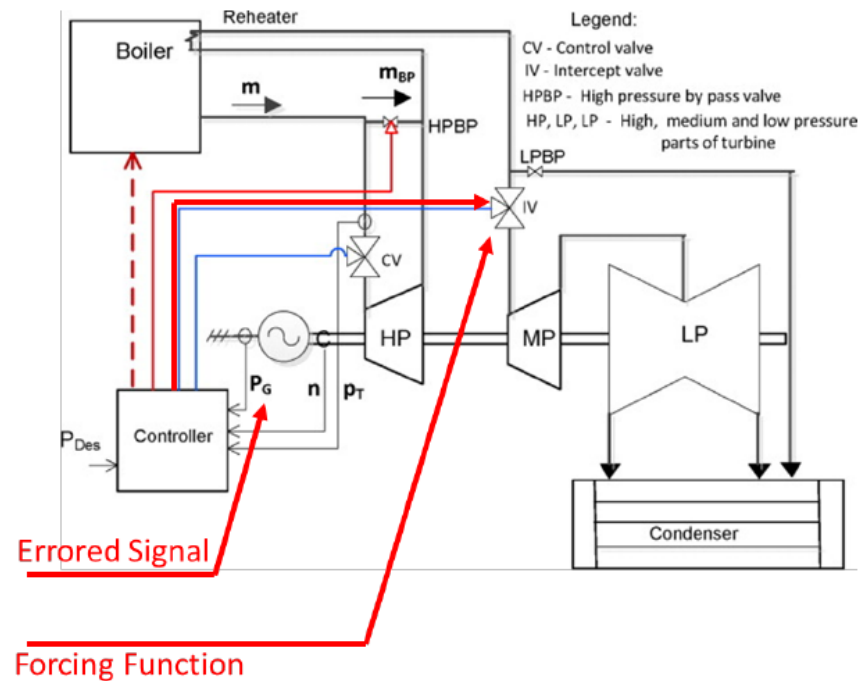 Reheater
Legend:
Boiler
CV - Control valve
IV - Intercept valve
m
mBP
HPBP - High pressure by pass valve
HPBP
HP, LP, LP - High, medium and low pressure
parts of turbine
LPBP
IV
CV
HP
MP
LP
PG
n
pT
Controller
PDes
Condenser
Errored Signal
Forcing Function